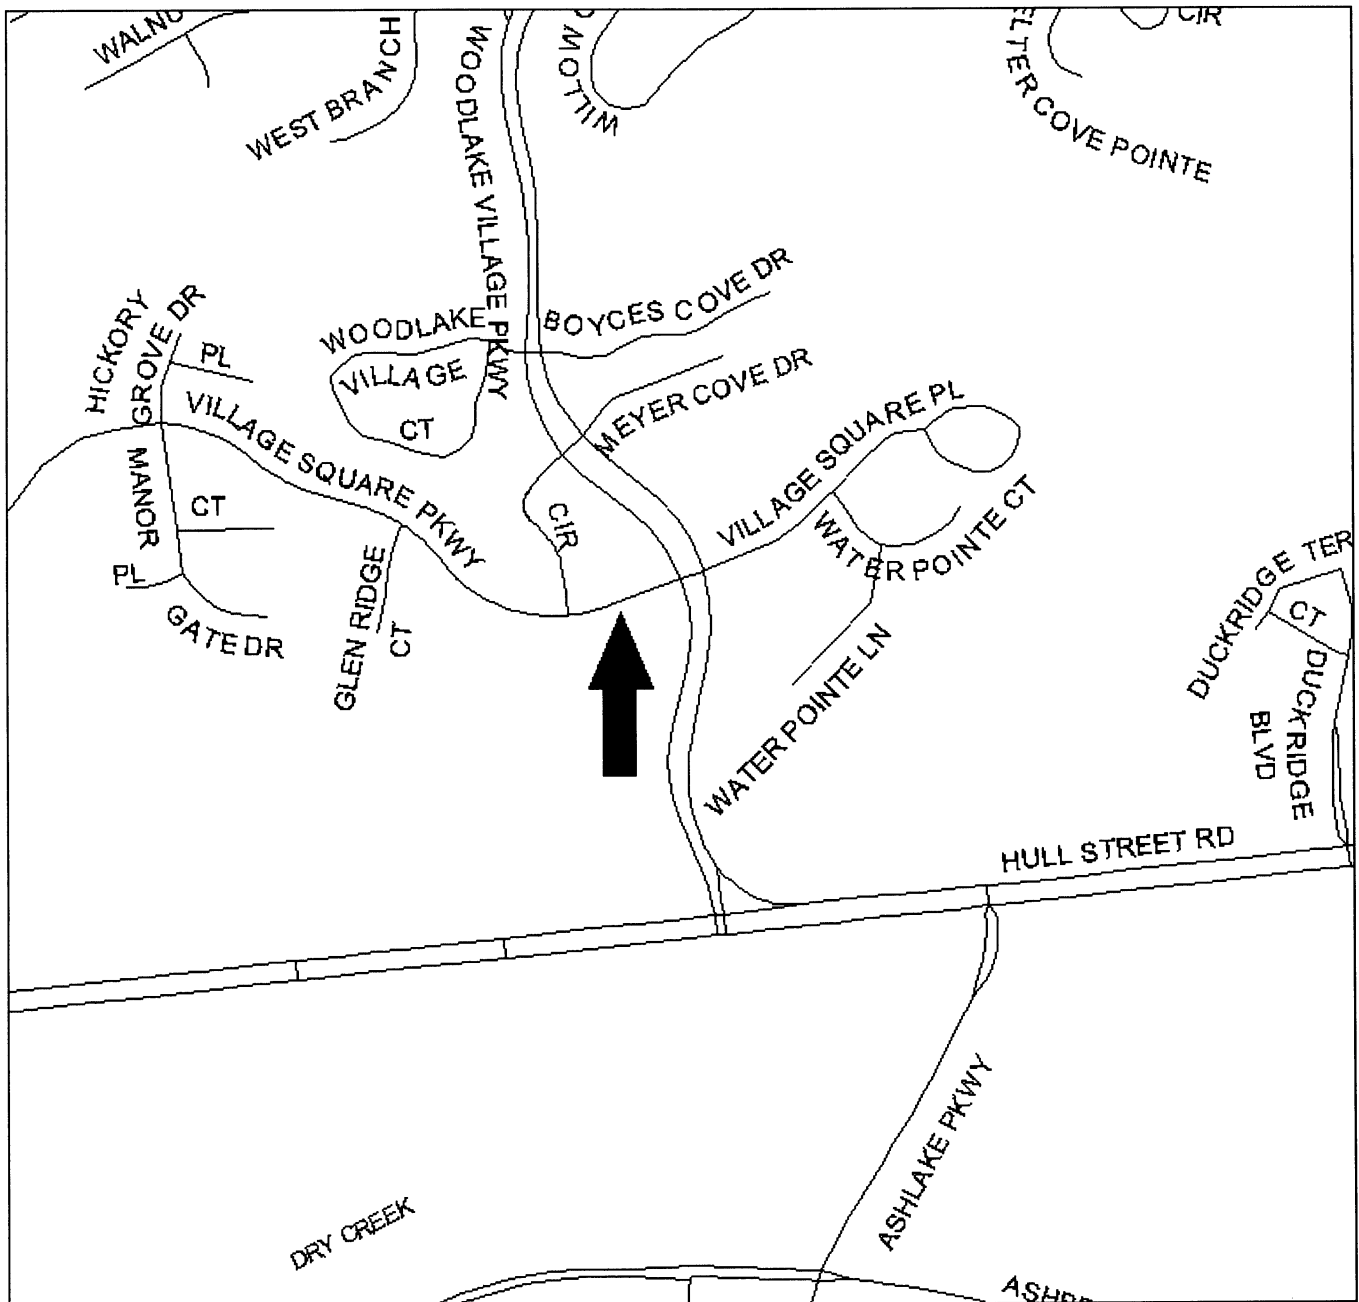 WEST BRANCH
WOODLAKE VILLAGE PKWY
COVE POINTE
CIR
HICKORY
GROVE DR
PL
WOODLAKE
VILLAGE
CT
BOYCES COVE DR
MEYER COVE DR
VILLAGE SQUARE PKWY
VILLAGE SQUARE PL
MANOR
CT
CIR
PL
GATE DR
GLEN RIDGE
CT
WATER POINTE CT
WATER POINTE LN
DUCKRIDGE TER
CT
DUCKRIDGE
BLVD
HULL STREET RD
ASHLAKE PKWY
DRY CREEK